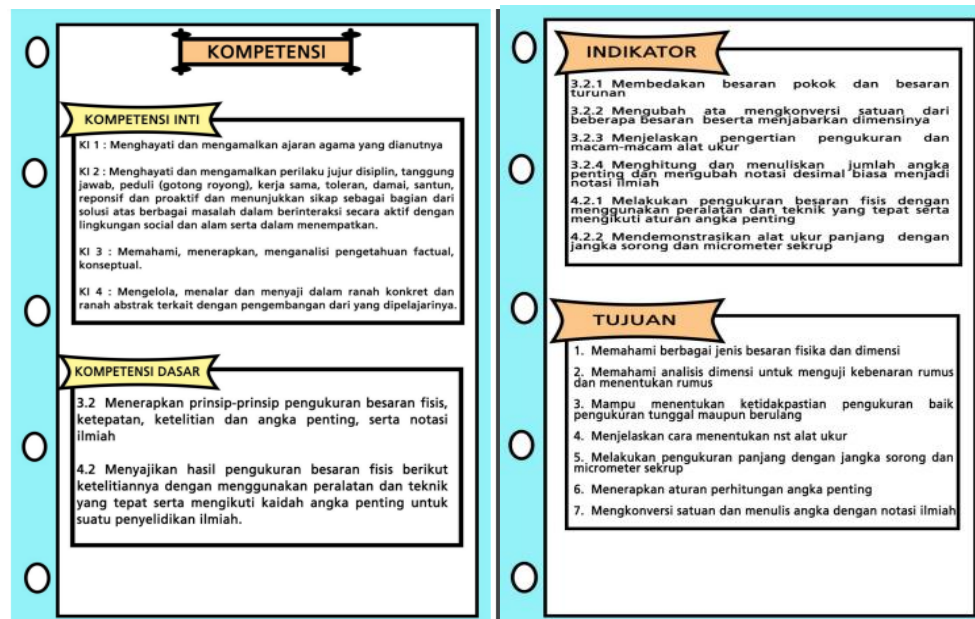 KOMPETENSI
KOMPETENSI INTI
KI 1 : Menghayati dan mengamalkan ajaran agama yang dianutnya
KI 2 : Menghayati dan mengamalkan perilaku jujur disiplin, tanggung
jawab, peduli (gotong royong), kerja sama, toleran, damai, santun,
reponsif dan proaktif dan menunjukkan sikap sebagai bagian dari
solusi atas berbagai masalah dalam berinteraksi secara aktif dengan
lingkungan social dan alam serta dalam menempatkan.
KI 3 : Memahami, menerapkan, menganalisi pengetahuan factual,
konseptual.
KI 4 : Mengelola, menalar dan menyaji dalam ranah konkret dan
ranah abstrak terkait dengan pengembangan dari yang dipelajarinya.
KOMPETENSI DASAR
3.2 Menerapkan prinsip-prinsip pengukuran besaran fisis,
ketepatan, ketelitian dan angka penting, serta notasi
ilmiah
4.2 Menyajikan hasil pengukuran besaran fisis berikut
ketelitiannya dengan menggunakan peralatan dan teknik
yang tepat serta mengikuti kaidah angka penting untuk
suatu penyelidikan ilmiah.
INDIKATOR
3.2.1 Membedakan besaran pokok dan besaran
turunan
3.2.2 Mengubah ata mengkonversi satuan dari
beberapa besaran beserta menjabarkan dimensinya
3.2.3 Menjelaskan pengertian pengukuran dan
macam-macam alat ukur
3.2.4 Menghitung dan menuliskan jumlah angka
penting dan mengubah notasi desimal biasa menjadi
notasi ilmiah
4.2.1 Melakukan pengukuran besaran fisis dengan
menggunakan peralatan dan teknik yang tepat serta
mengikuti aturan angka penting
4.2.2 Mendemonstrasikan alat ukur panjang dengan
jangka sorong dan micrometer sekrup
TUJUAN
1. Memahami berbagai jenis besaran fisika dan dimensi
2. Memahami analisis dimensi untuk menguji kebenaran rumus
dan menentukan rumus
3. Mampu menentukan ketidakpastian pengukuran baik
pengukuran tunggal maupun berulang
4. Menjelaskan cara menentukan nst alat ukur
5. Melakukan pengukuran panjang dengan jangka sorong dan
micrometer sekrup
6. Menerapkan aturan perhitungan angka penting
7. Mengkonversi satuan dan menulis angka dengan notasi ilmiah